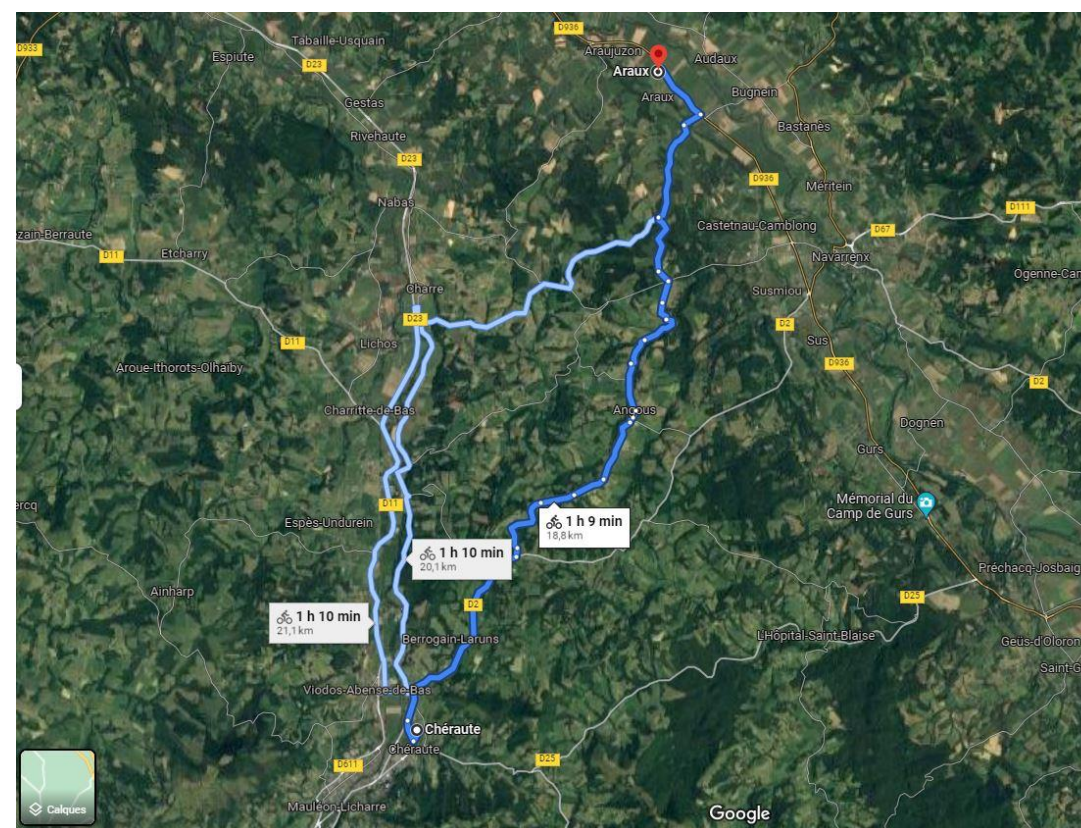 D936
Tabaille-Usquain
D933
Araujuzon
Espiute
Audaux
D23
Araux
Bugnein
Araux
Gestas
Bastanès
Rivehaute
D23
D936
Méritein
Nabas
D111
Castetnau-Camblong
D67
zain-Berraute
Etcharry
D11
Navarrenx
Ogenne-Can
Charre
Susmiou
D23
D2
Lichos
D11
Sus
D936
Aroue-Ithorots-Olhaïby
D2
Charritte-de-Bas
Angous
Dognen
Gurs
Mémorial du
Camp de Gurs
D11
ercq
1 h 9 min
18,8 km
Espès-Undurein
1 h 10 min
20,1 km
Préchacq-Josbaig
Ainharp
D25
D2
1 h 10 min
21,1 km
Berrogain-Laruns
L'Hôpital-Saint-Blaise
Geüs-d'Oloron
Saint-G
Viodos-Abense-de-Bas
Chéraute
Chéraute
D25
D611
Calques
Mauléon-Licharre
Google